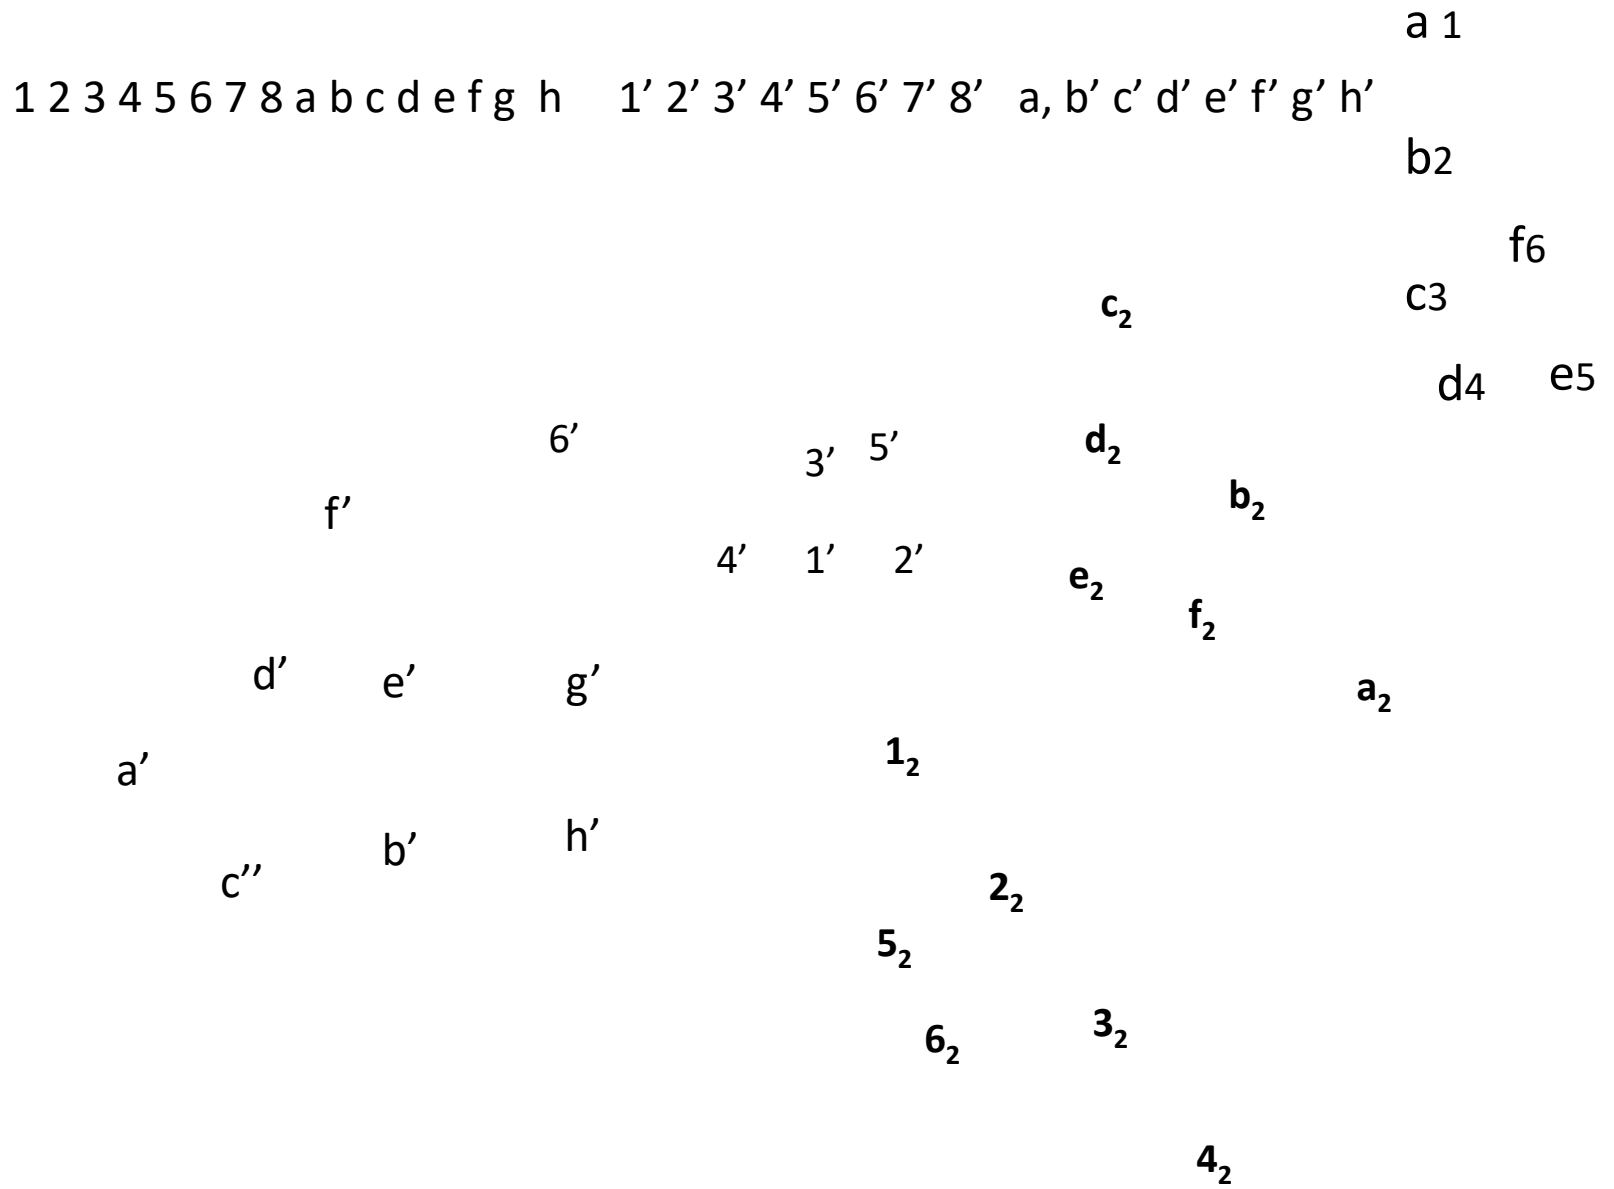 a 1
1 2 3 4 5 6 7 8 a b c d e f g h 1’ 2’ 3’ 4’ 5’ 6’ 7’ 8’ a, b’ c’ d’ e’ f’ g’ h’
b2
f6
c3
c₂
e5
d4
6’
d₂
5’
3’
b₂
f’
4’ 1’ 2’
e₂
f₂
d’
e’
g’
a₂
1₂
a’
h’
b’
c’’
2₂
5₂
3₂
6₂
4₂